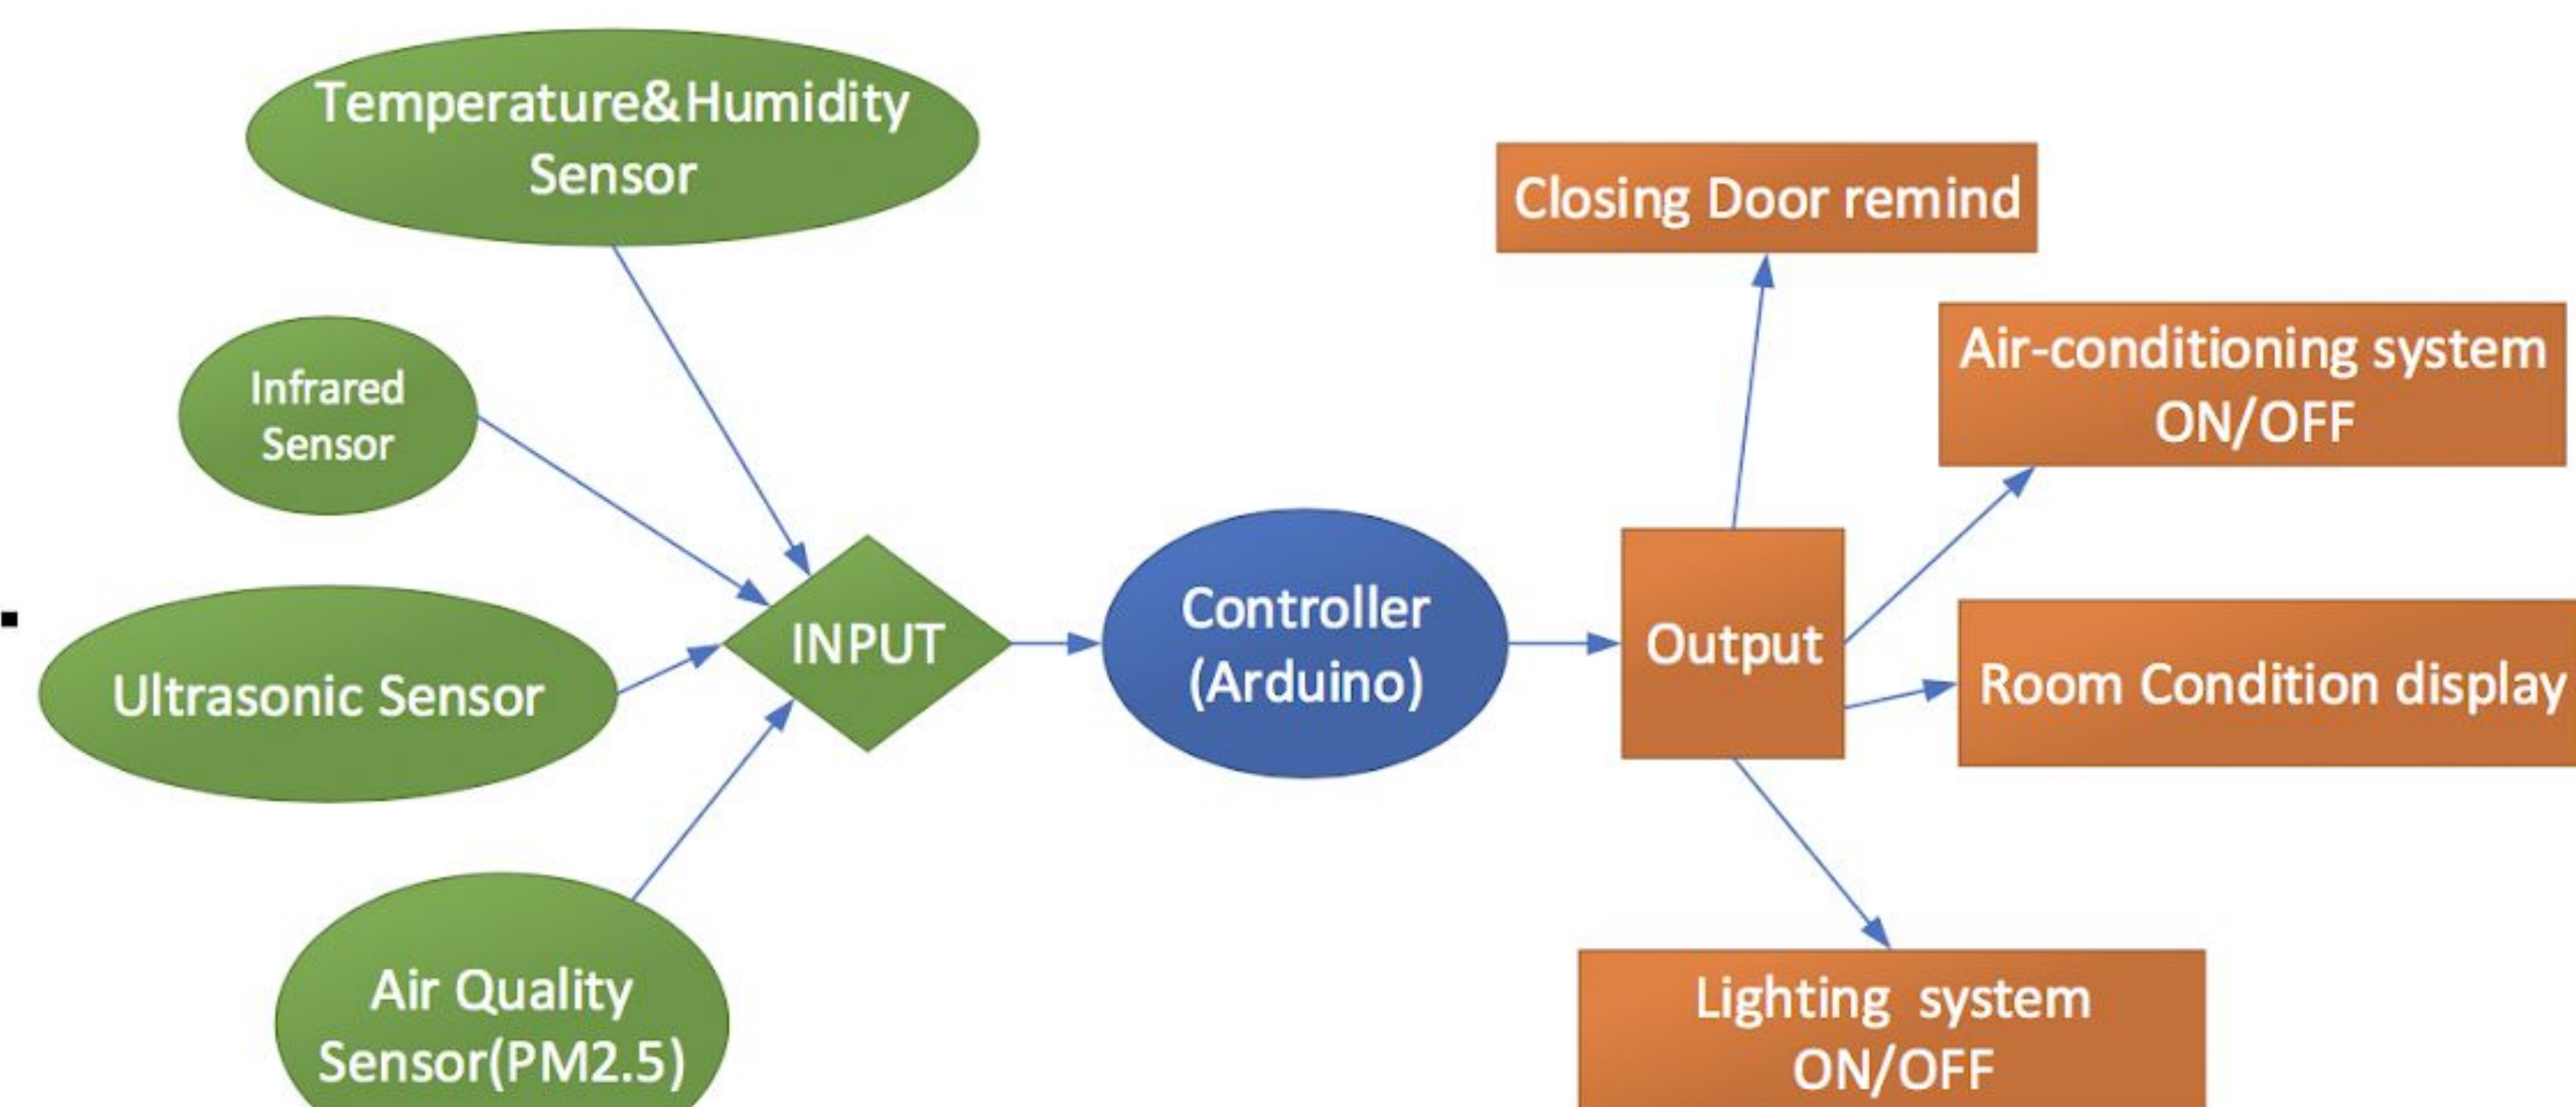 Temperature&Humidity
Sensor
Infrared
Sensor
Ultrasonic Sensor
Air Quality
Sensor(PM2.5)
INPUT
Controller
(Arduino)
Output
Closing Door remind
Air-conditioning system
ON/OFF
Room Condition display
Lighting system
ON/OFF